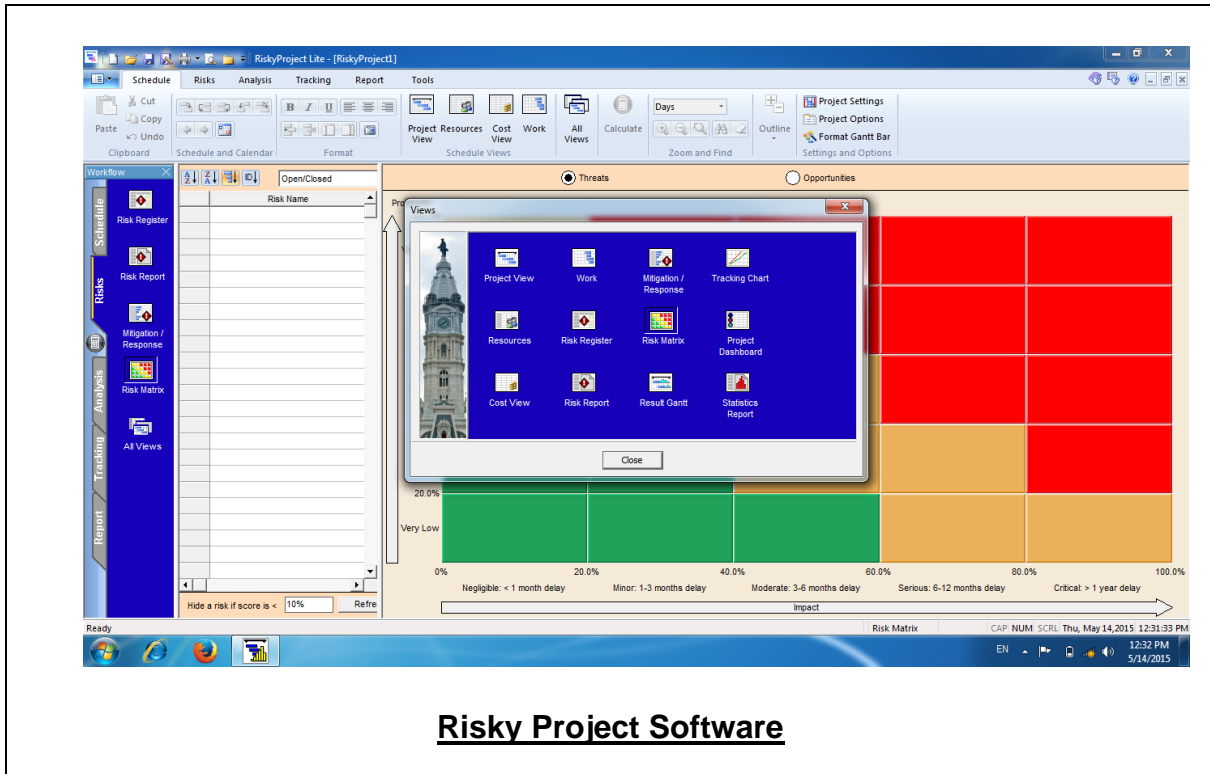 RiskyProject Lite - [RiskyProject1]
Schedule Risks Analysis Tracking Report Tools
Cut
Copy
Paste
Undo
Clipboard
Schedule and Calendar
B I U
Format
Project View
Resources
Cost View
Work
Schedule Views
All Views
Calculate
Days
Zoom and Find
Outline
Project Settings
Project Options
Format Gantt Bar
Settings and Options
Workflow
Schedule
Risks
Analysis
Tracking
Report
Risk Register
Risk Report
Mitigation /
Response
Risk Matrix
All Views
Open/Closed
Risk Name
Hide a risk if score is < 10% Refre
Threats Opportunities
Views
Project View Work Mitigation / Response Tracking Chart
Resources Risk Register Risk Matrix Project Dashboard
Cost View Risk Report Result Gantt Statistics Report
Close
20.0%
Very Low
0% 20.0% 40.0% 60.0% 80.0% 100.0%
Negligible: < 1 month delay Minor: 1-3 months delay Moderate: 3-6 months delay Serious: 6-12 months delay Critical: > 1 year delay
Impact
Ready Risk Matrix CAP NUM SCRL Thu, May 14,2015 12:31:33 PM
EN 12:32 PM
5/14/2015
Risky Project Software